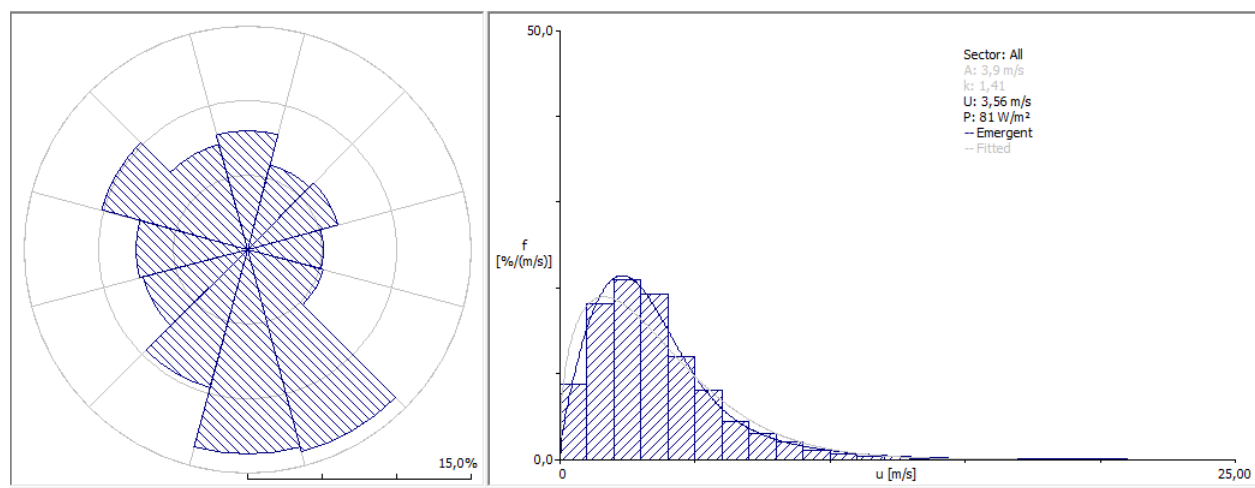 15,0%
50,0
f
[%/(m/s)]
0,0
0
u [m/s]
25,00
Sector: All
A: 3,9 m/s
k: 1,41
U: 3,56 m/s
P: 81 W/m²
-- Emergent
-- Fitted